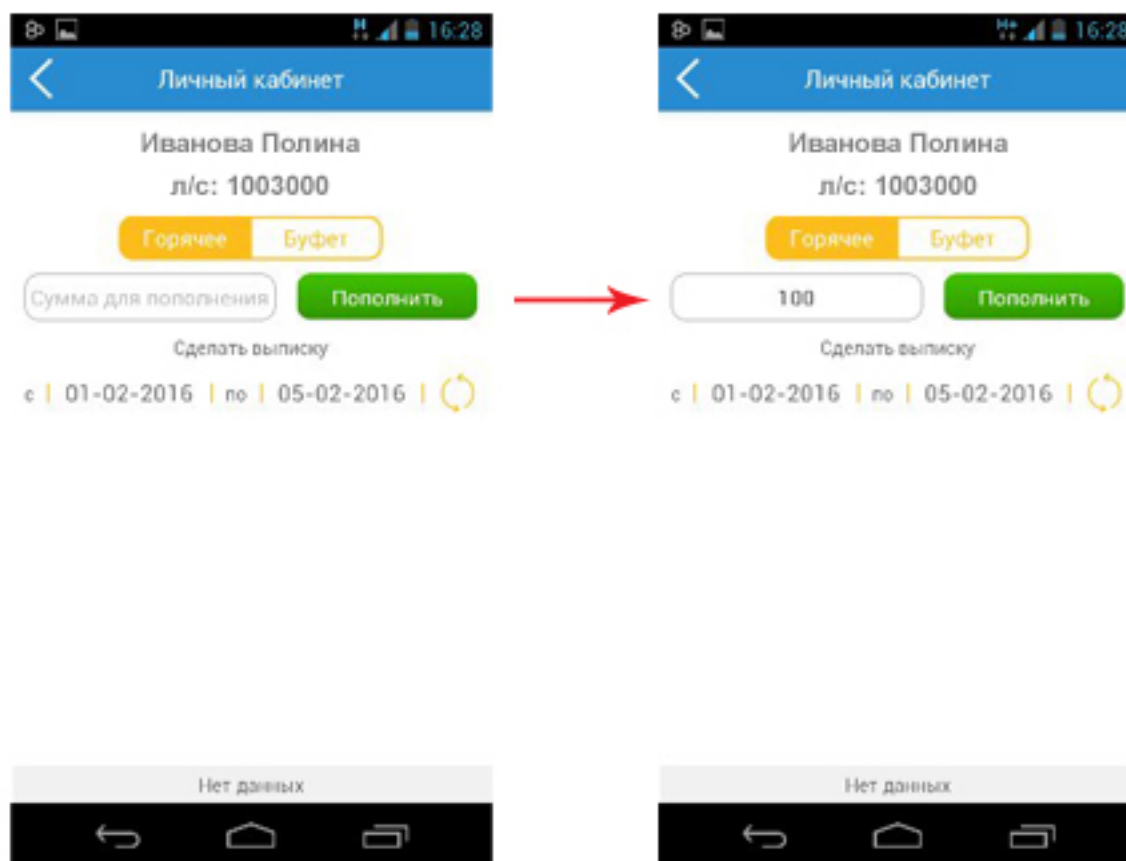 16:28
Личный кабинет
Иванова Полина
л/с: 1003000
Горячее Буфет
Сумма для пополнения Пополнить
Сделать выписку
с | 01-02-2016 | по | 05-02-2016 |
Нет данных
H+ 16:28
Личный кабинет
Иванова Полина
л/с: 1003000
Горячее Буфет
100 Пополнить
Сделать выписку
с | 01-02-2016 | по | 05-02-2016 |
Нет данных